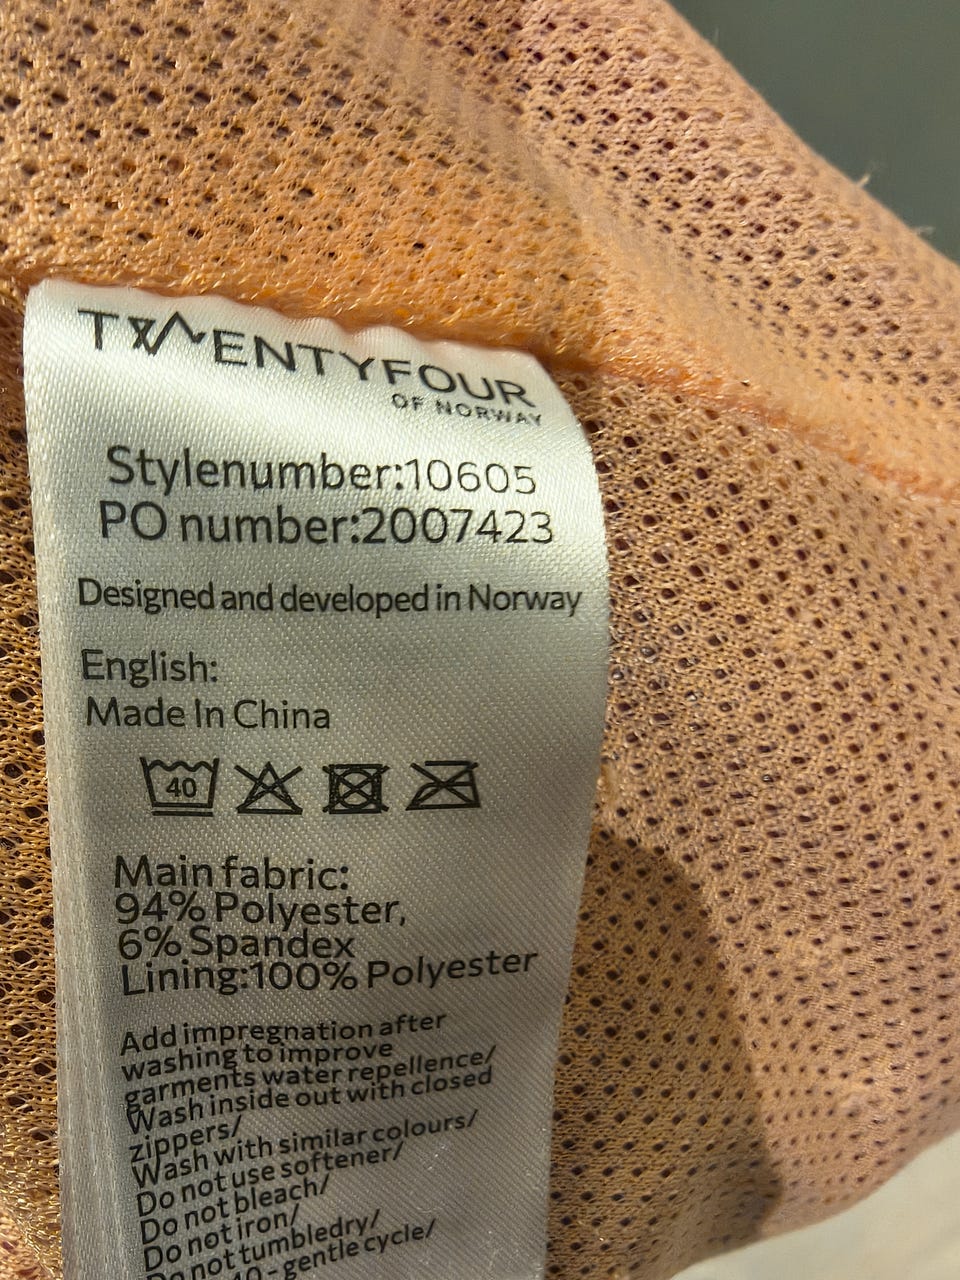 TWENTYFOUR
OF NORWAY
Stylenumber:10605
PO number:2007423
Designed and developed in Norway
English:
Made In China
40
Main fabric:
94% Polyester,
6% Spandex
Lining:100% Polyester
Add impregnation after
washing to improve
garments water repellence/
Wash inside out with closed
zippers/
Wash with similar colours/
Do not use softener/
Do not bleach/
Do not iron/
Do not tumbledry/
40 - gentle cycle/